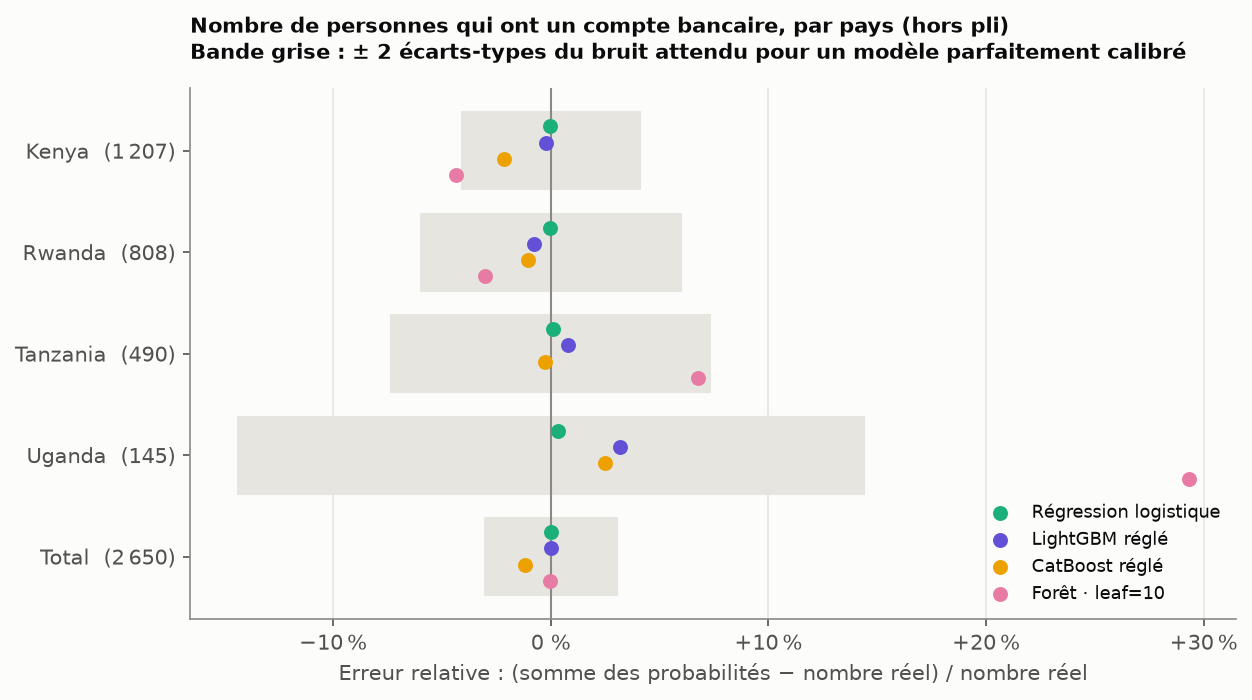 Nombre de personnes qui ont un compte bancaire, par pays (hors pli)
Bande grise : ± 2 écarts-types du bruit attendu pour un modèle parfaitement calibré
Kenya (1 207)
Rwanda (808)
Tanzania (490)
Uganda (145)
Total (2 650)
Régression logistique
LightGBM réglé
CatBoost réglé
Forêt · leaf=10
−10 %
0 %
+10 %
+20 %
+30 %
Erreur relative : (somme des probabilités − nombre réel) / nombre réel